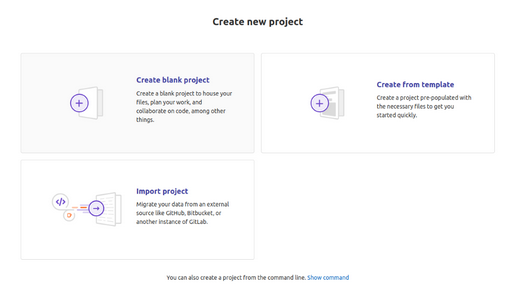 Create new project
Create blank project
Create a blank project to house your
files, plan your work, and
collaborate on code, among other
things.
Create from template
Create a project pre-populated with
the necessary files to get you
started quickly.
Import project
Migrate your data from an external
source like GitHub, Bitbucket, or
another instance of GitLab.
You can also create a project from the command line. Show command